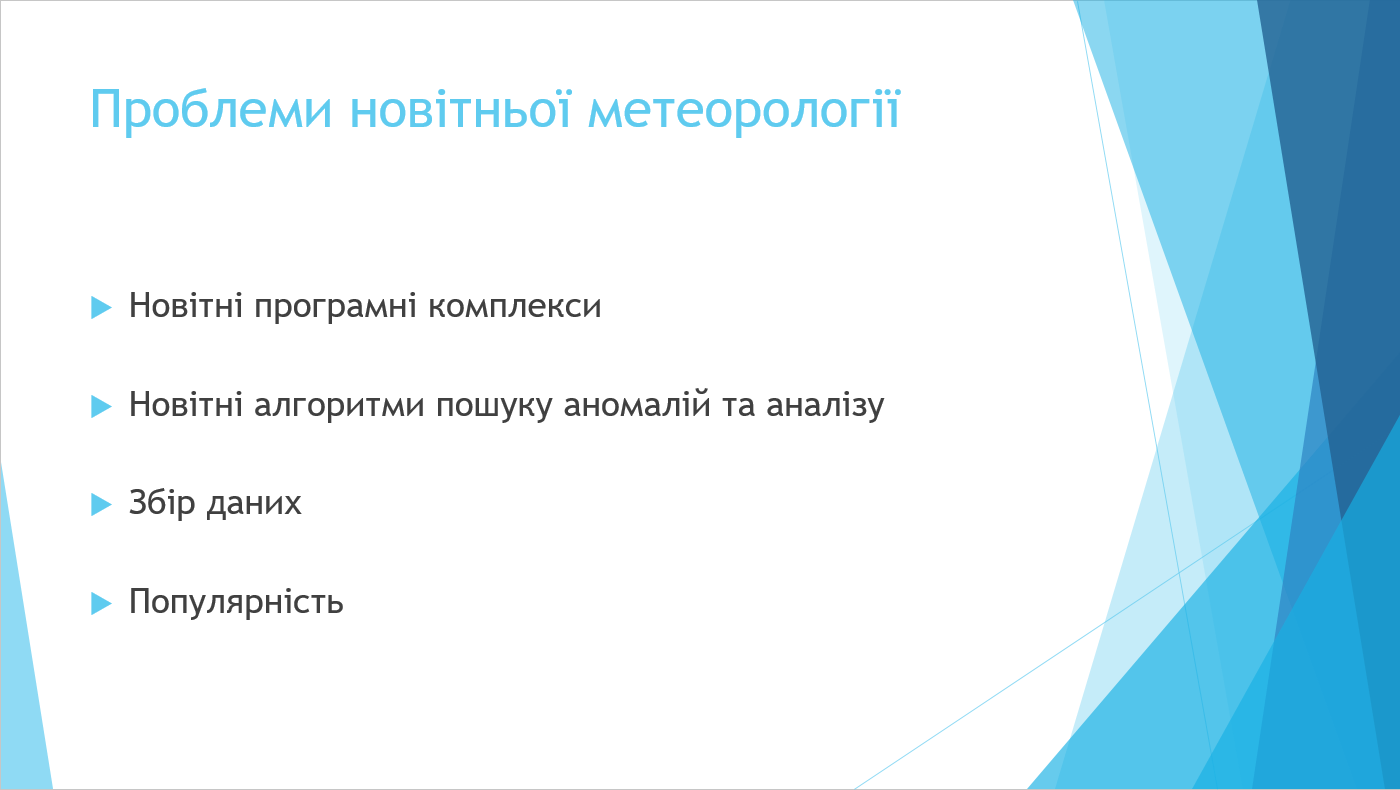 Проблеми новітньої метеорології
Новітні програмні комплекси
Новітні алгоритми пошуку аномалій та аналізу
Збір даних
Популярність